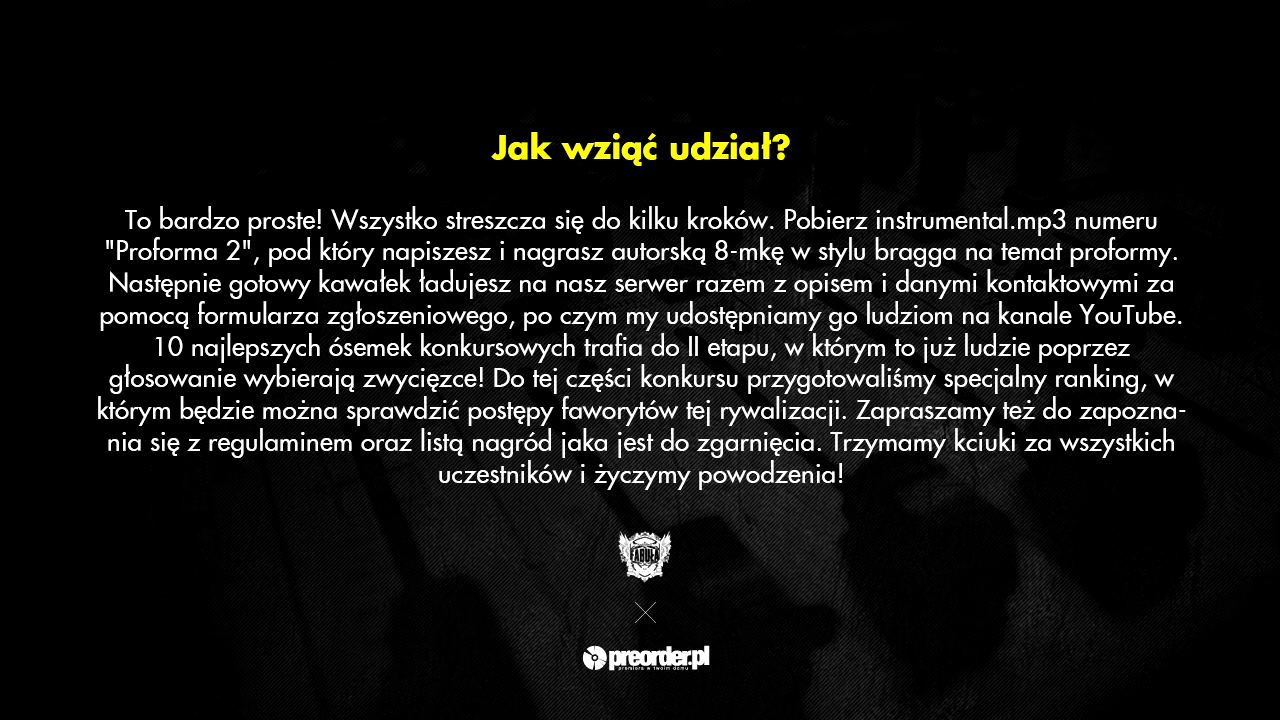 Jak wziąć udział?
To bardzo proste! Wszystko streszcza się do kilku kroków. Pobierz instrumental.mp3 numeru
"Proforma 2", pod który napiszesz i nagrasz autorską 8-mkę w stylu bragga na temat proformy.
Następnie gotowy kawałek ładujesz na nasz serwer razem z opisem i danymi kontaktowymi za
pomocą formularza zgłoszeniowego, po czym my udostępniamy go ludziom na kanale YouTube.
10 najlepszych ósemek konkursowych trafia do II etapu, w którym to już ludzie poprzez
głosowanie wybierają zwycięzce! Do tej części konkursu przygotowaliśmy specjalny ranking, w
którym będzie można sprawdzić postępy faworytów tej rywalizacji. Zapraszamy też do zapozna-
nia się z regulaminem oraz listą nagród jaka jest do zgarnięcia. Trzymamy kciuki za wszystkich
uczestników i życzymy powodzenia!
FABUŁA
preorder.pl
premiera w twoim domu